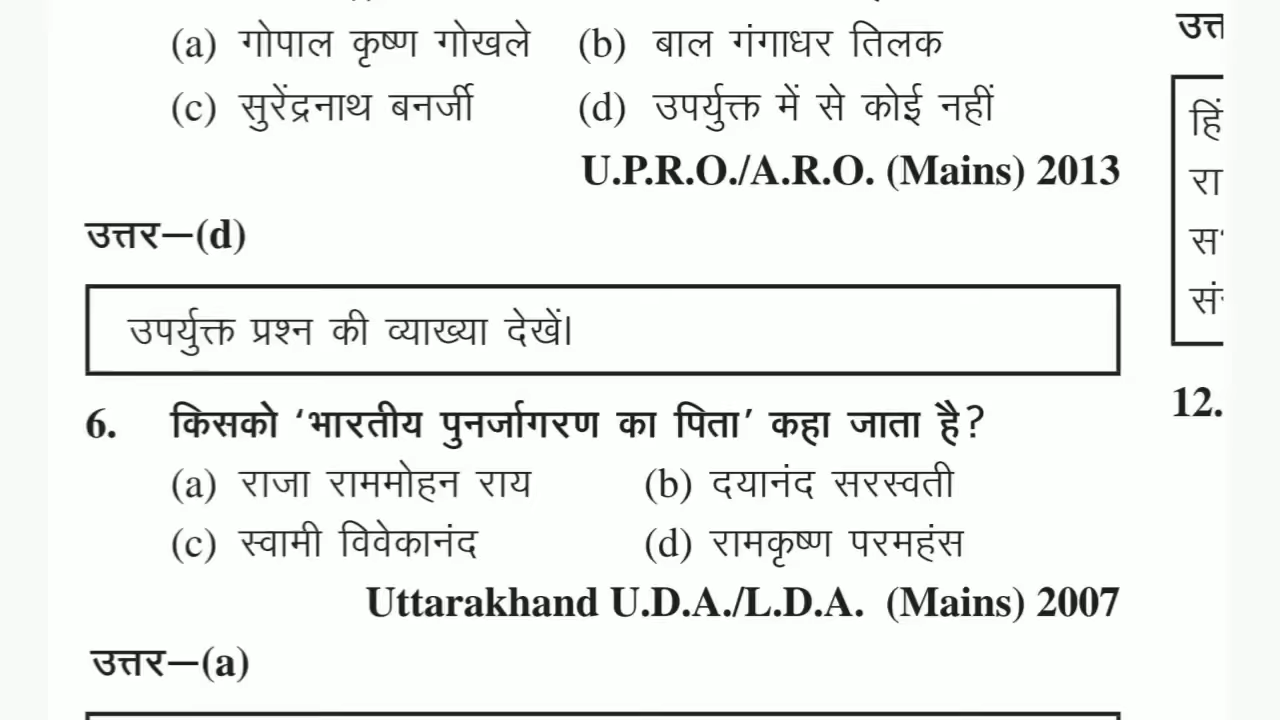 (a) गोपाल कृष्ण गोखले (b) बाल गंगाधर तिलक
(c) सुरेंद्रनाथ बनर्जी (d) उपर्युक्त में से कोई नहीं
U.P.R.O./A.R.O. (Mains) 2013
उत्तर—(d)
उपर्युक्त प्रश्न की व्याख्या देखें।
6. किसको ‘भारतीय पुनर्जागरण का पिता’ कहा जाता है?
(a) राजा राममोहन राय (b) दयानंद सरस्वती
(c) स्वामी विवेकानंद (d) रामकृष्ण परमहंस
Uttarakhand U.D.A./L.D.A. (Mains) 2007
उत्तर—(a)
12.